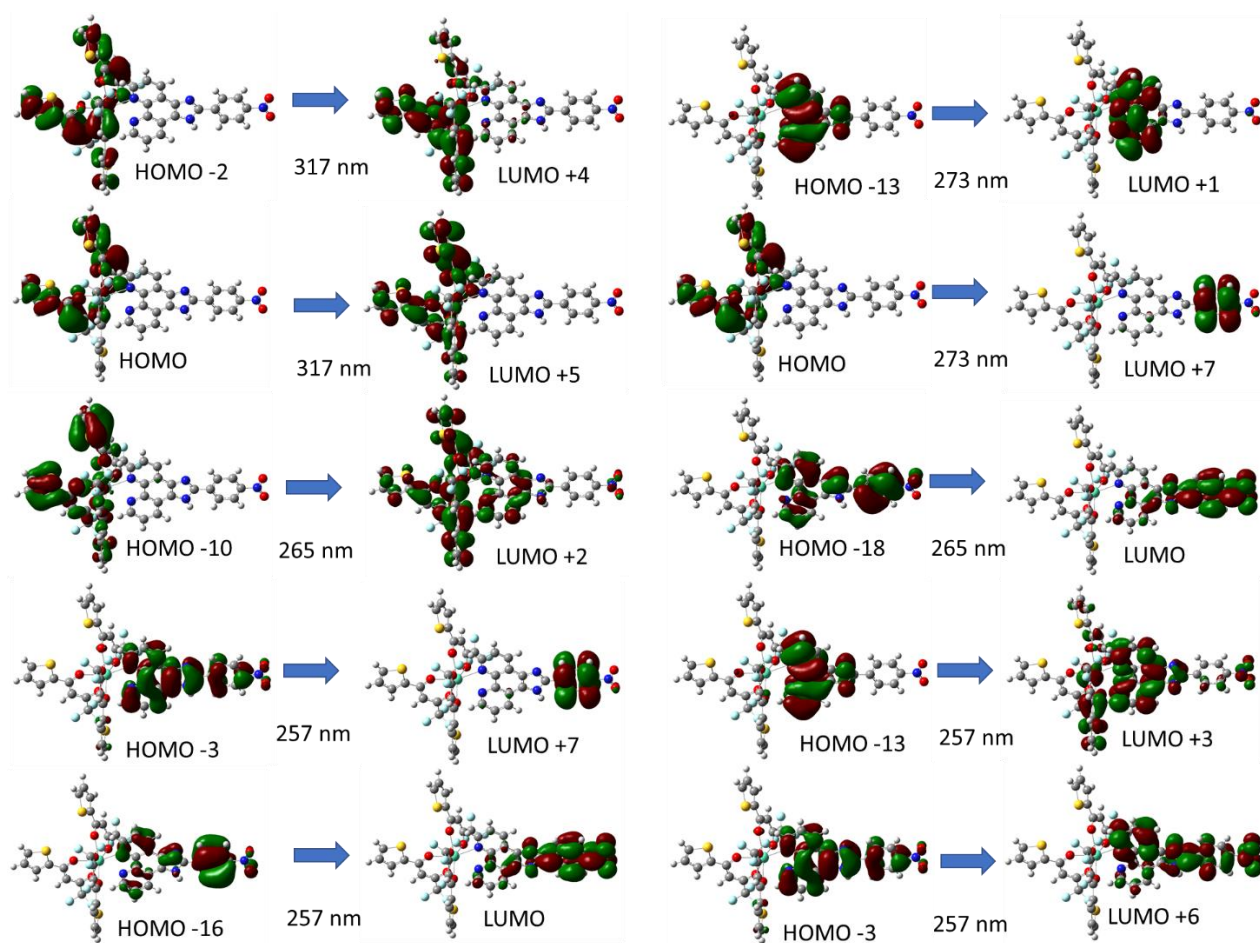 HOMO -2
317 nm
LUMO +4
HOMO -13
273 nm
LUMO +1
HOMO
317 nm
LUMO +5
HOMO
273 nm
LUMO +7
HOMO -10
265 nm
LUMO +2
HOMO -18
265 nm
LUMO
HOMO -3
257 nm
LUMO +7
HOMO -13
257 nm
LUMO +3
HOMO -16
257 nm
LUMO
HOMO -3
257 nm
LUMO +6